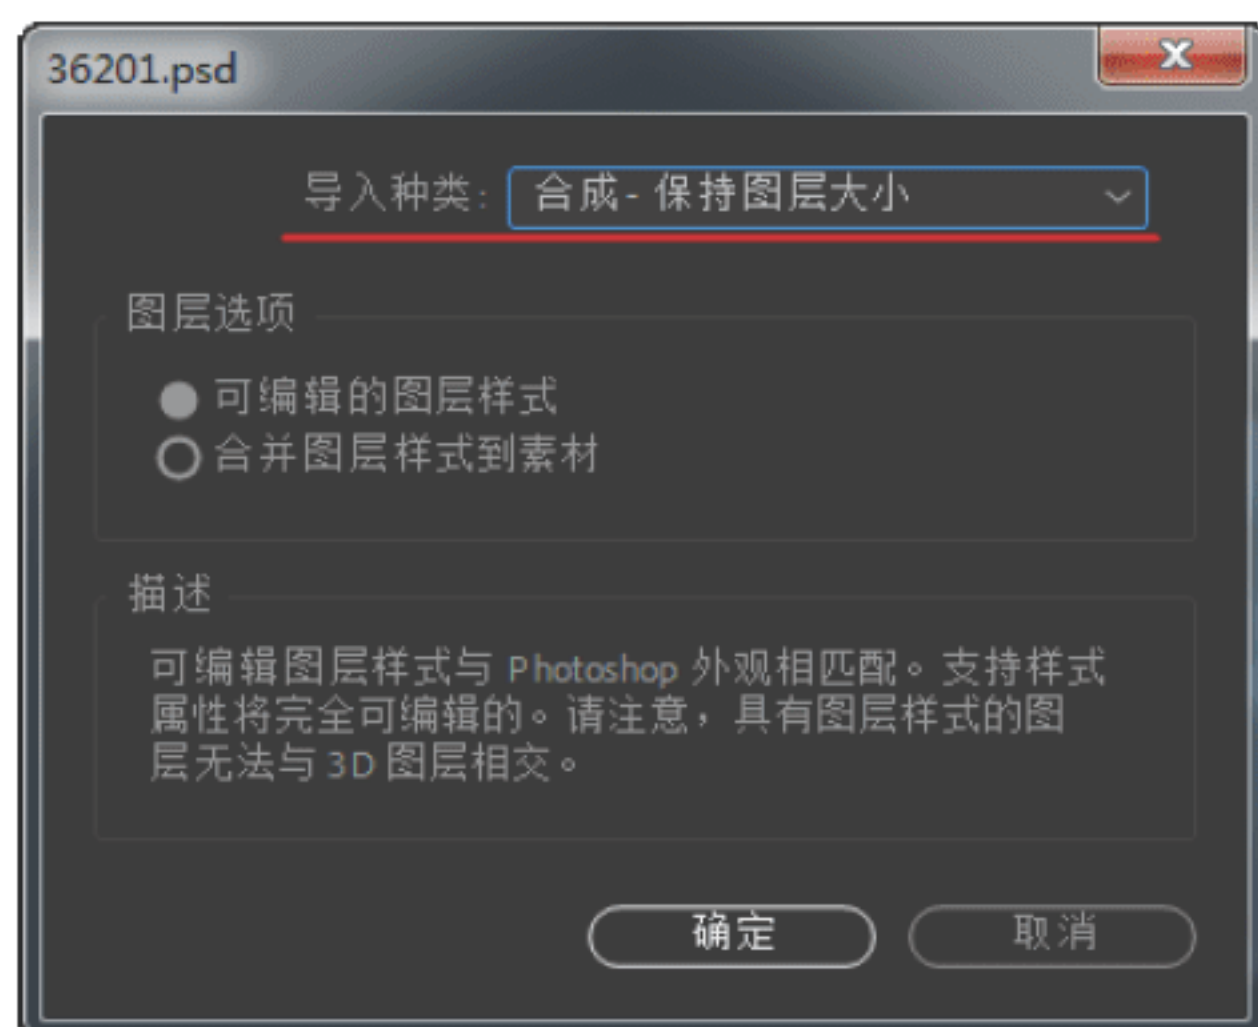 36201.psd
导入种类: 合成- 保持图层大小
图层选项
可编辑的图层样式
合并图层样式到素材
描述
可编辑图层样式与 Photoshop 外观相匹配。支持样式
属性将完全可编辑的。请注意，具有图层样式的图
层无法与 3D 图层相交。
确定 取消